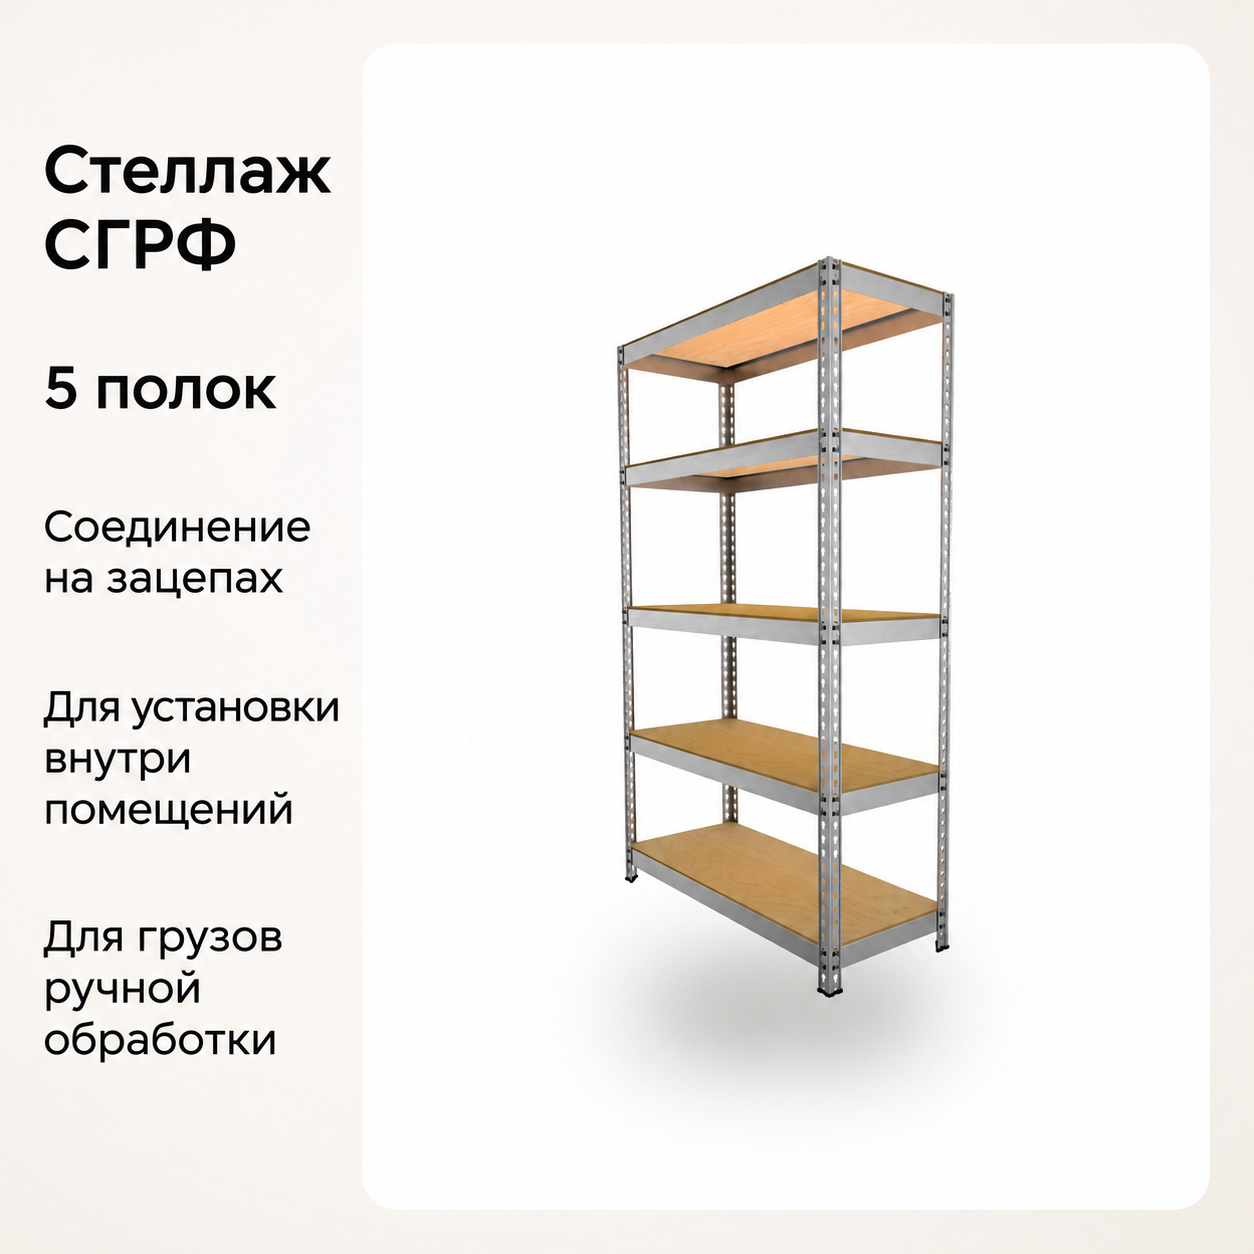 Стеллаж
СГРФ
5 полок
Соединение
на зацепах
Для установки
внутри
помещений
Для грузов
ручной
обработки